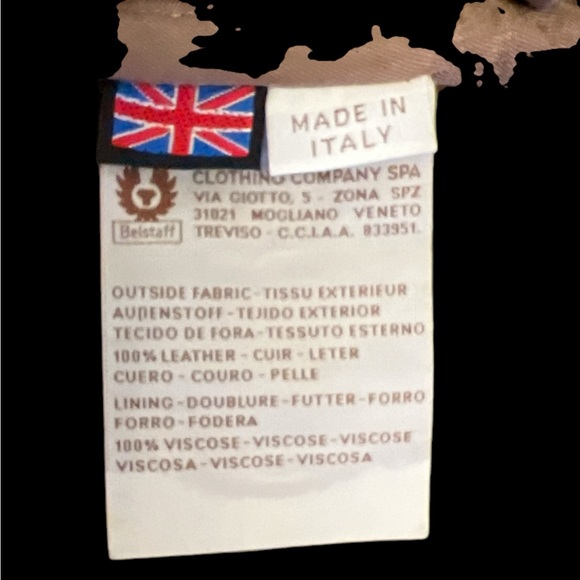 MADE IN
ITALY
CLOTHING COMPANY SPA
VIA GIOTTO, 5 - ZONA SPZ
31021 MOGLIANO VENETO
Belstaff
TREVISO - C.C.I.A.A. 833951.
OUTSIDE FABRIC-TISSU EXTERIEUR
AUßENSTOFF-TEJIDO EXTERIOR
TECIDO DE FORA-TESSUTO ESTERNO
100% LEATHER - CUIR - LETER
CUERO - COURO - PELLE
LINING-DOUBLURE-FUTTER-FORRO
FORRO-FODERA
100% VISCOSE-VISCOSE-VISCOSE
VISCOSA-VISCOSE-VISCOSA